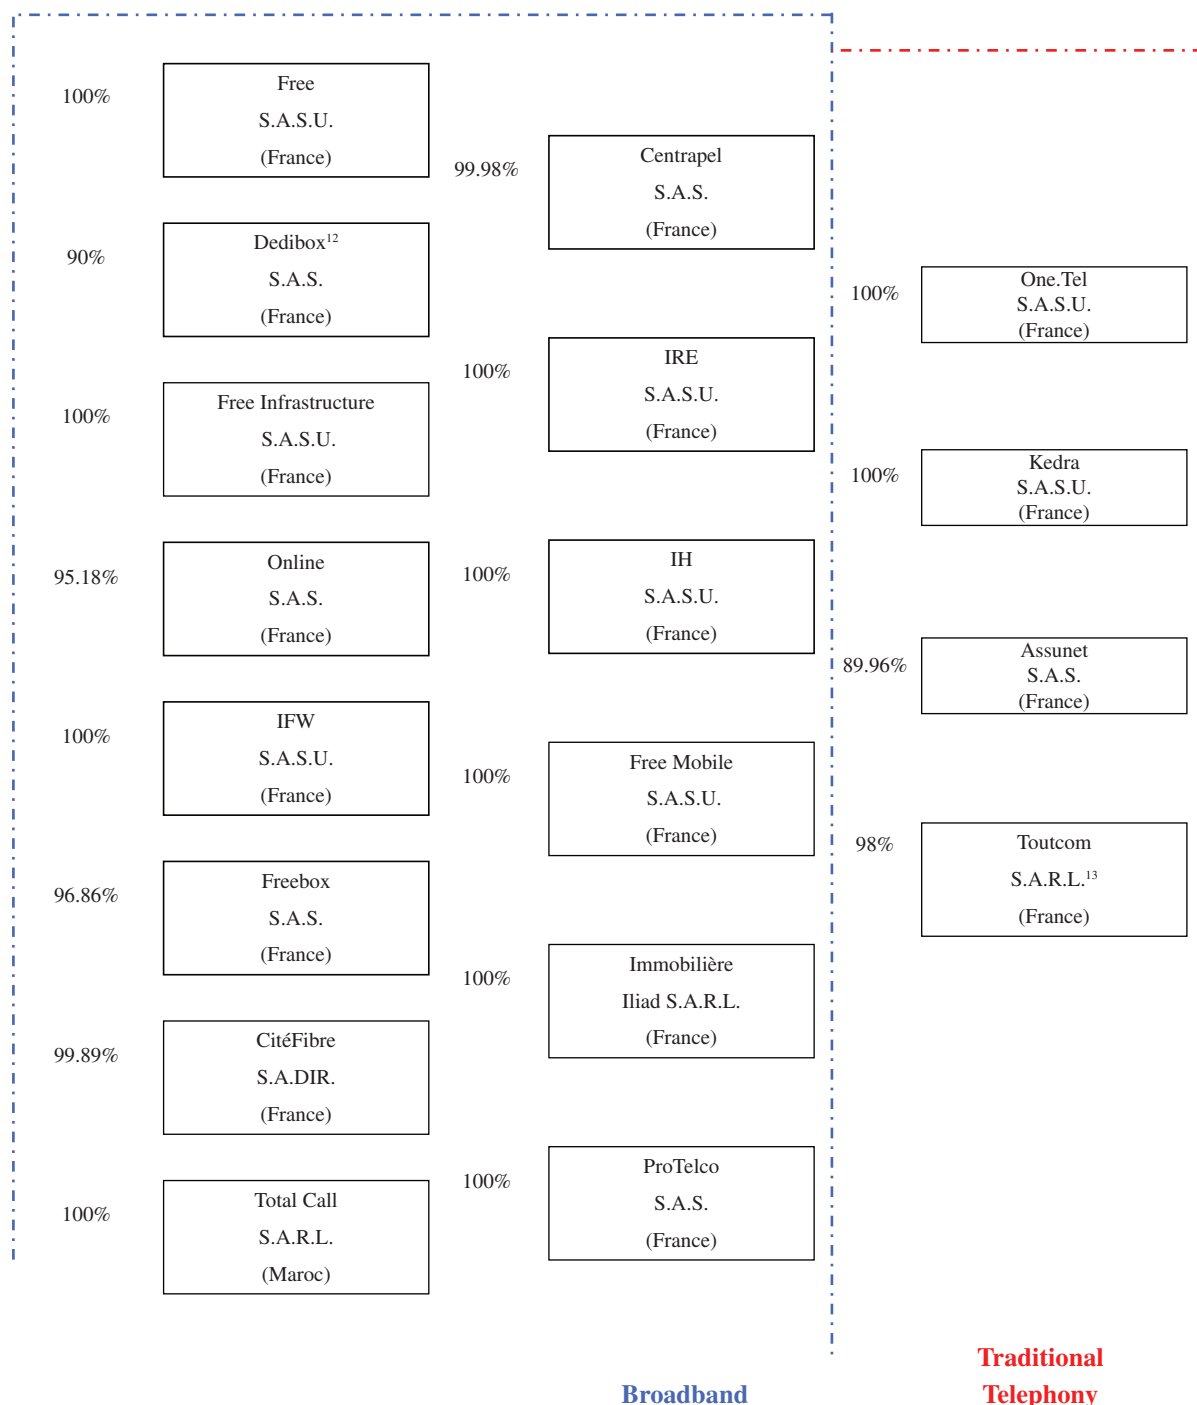 100%
Free
S.A.S.U.
(France)
90%
Dedibox¹²
S.A.S.
(France)
100%
Free Infrastructure
S.A.S.U.
(France)
95.18%
Online
S.A.S.
(France)
100%
IFW
S.A.S.U.
(France)
96.86%
Freebox
S.A.S.
(France)
99.89%
CitéFibre
S.A.DIR.
(France)
100%
Total Call
S.A.R.L.
(Maroc)
99.98%
Centrapel
S.A.S.
(France)
100%
IRE
S.A.S.U.
(France)
100%
IH
S.A.S.U.
(France)
100%
Free Mobile
S.A.S.U.
(France)
100%
Immobilière
Iliad S.A.R.L.
(France)
100%
ProTelco
S.A.S.
(France)
Broadband
100%
One.Tel
S.A.S.U.
(France)
100%
Kedra
S.A.S.U.
(France)
89.96%
Assunet
S.A.S.
(France)
98%
Toutcom
S.A.R.L.¹³
(France)
Traditional
Telephony